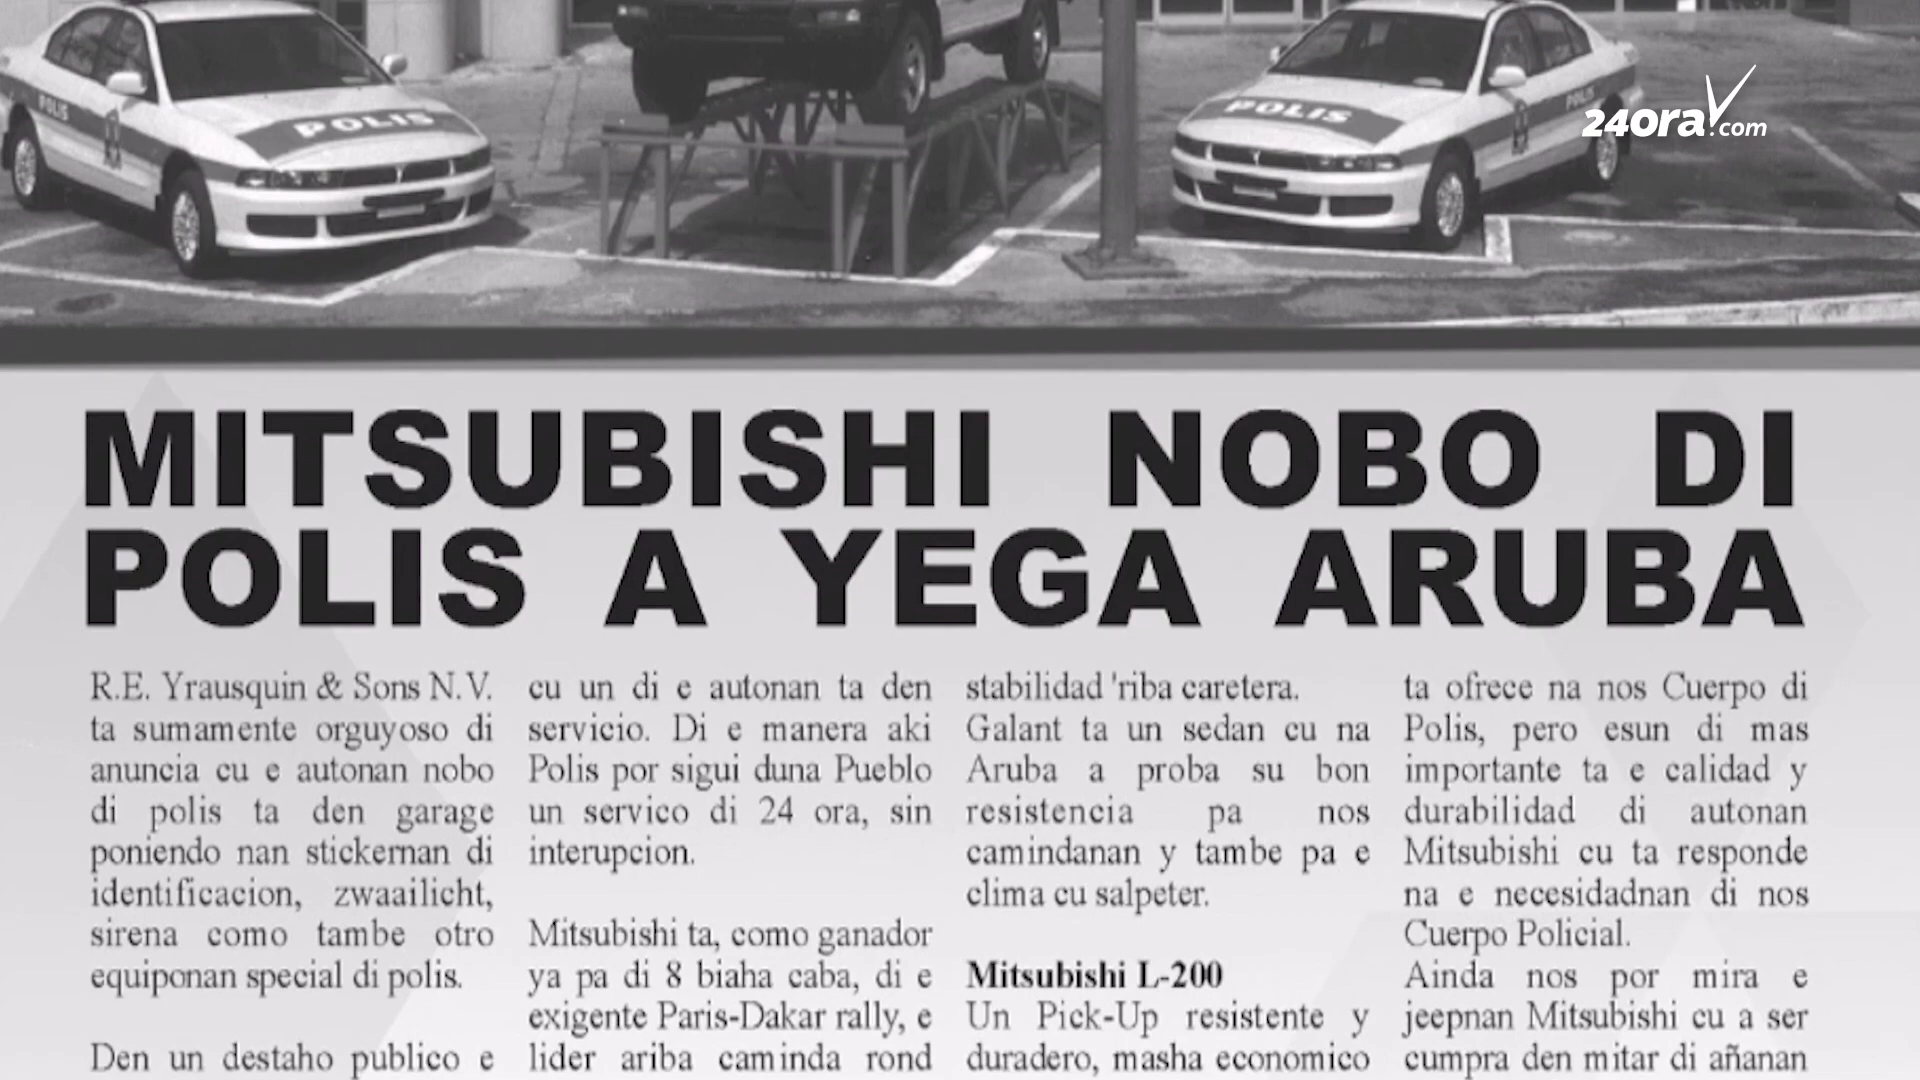 POLIS
POLIS
POLIS
POLIS
24ora.com
MITSUBISHI NOBO DI
POLIS A YEGA ARUBA
R.E. Yrausquin & Sons N.V.
ta sumamente orguyoso di
anuncia cu e autonan nobo
di polis ta den garage
poniendo nan stickernan di
identificacion, zwaailicht,
sirena como tambe otro
equiponan special di polis.
Den un destaho publico e
cu un di e autonan ta den
servicio. Di e manera aki
Polis por sigui duna Pueblo
un servico di 24 ora, sin
interupcion.
Mitsubishi ta, como ganador
ya pa di 8 biaha caba, di e
exigente Paris-Dakar rally, e
lider ariba caminda rond
stabilidad 'riba caretera.
Galant ta un sedan cu na
Aruba a proba su bon
resistencia pa nos
camindanan y tambe pa e
clima cu salpeter.
Mitsubishi L-200
Un Pick-Up resistente y
duradero, masha economico
ta ofrece na nos Cuerpo di
Polis, pero esun di mas
importante ta e calidad y
durabilidad di autonan
Mitsubishi cu ta responde
na e necesidadnan di nos
Cuerpo Policial.
Ainda nos por mira e
jeepnan Mitsubishi cu a ser
cumpra den mitar di añanan